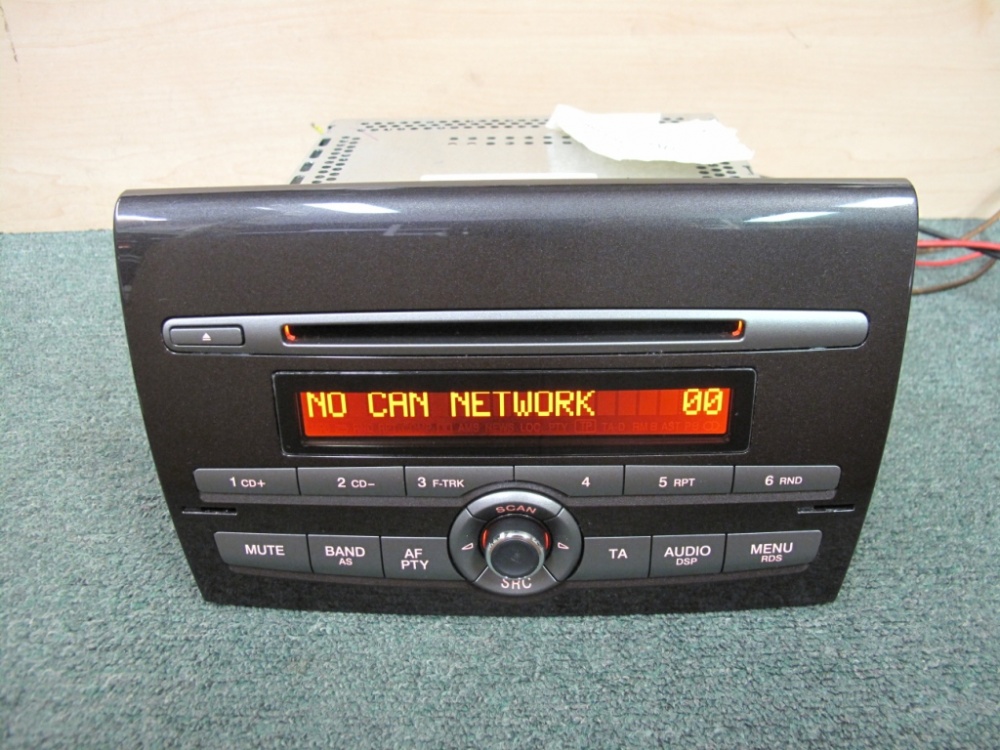 NO CAN NETWORK 00
1 CD+ 2 CD- 3 F-TRK 4 5 RPT 6 RND
SCAN
MUTE BAND AF TA AUDIO MENU
AS PTY DSP RDS
SRC